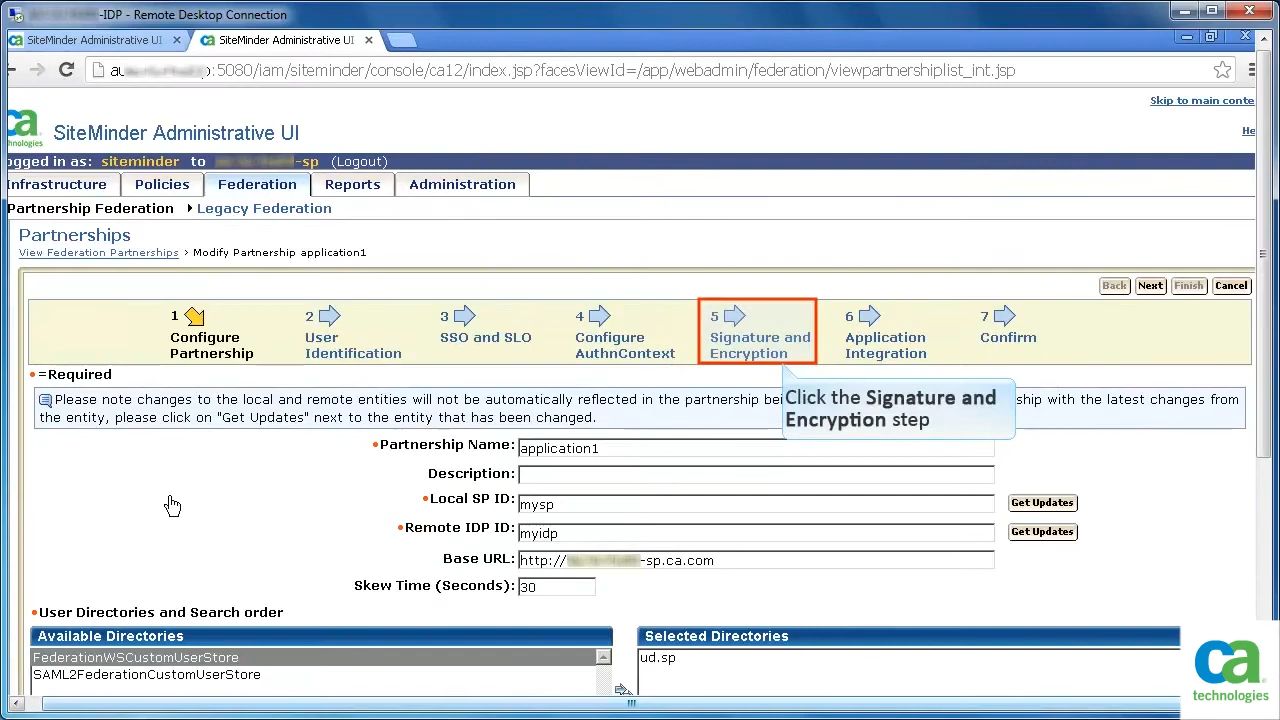 -IDP - Remote Desktop Connection
SiteMinder Administrative UI
SiteMinder Administrative UI
:5080/iam/siteminder/console/ca12/index.jsp?facesViewId=/app/webadmin/federation/viewpartnershiplist_int.jsp
Skip to main conte
ca
nologies
SiteMinder Administrative UI
He
ogged in as: siteminder to -sp (Logout)
Infrastructure Policies Federation Reports Administration
Partnership Federation Legacy Federation
Partnerships
View Federation Partnerships > Modify Partnership application1
Back Next Finish Cancel
1 Configure Partnership
2 User Identification
3 SSO and SLO
4 Configure AuthnContext
5 Signature and Encryption
6 Application Integration
7 Confirm
•=Required
Click the Signature and
Encryption step
Please note changes to the local and remote entities will not be automatically reflected in the partnership be ship with the latest changes from
the entity, please click on "Get Updates" next to the entity that has been changed.
•Partnership Name: application1
Description:
•Local SP ID: mysp Get Updates
•Remote IDP ID: myidp Get Updates
Base URL: http:// -sp.ca.com
Skew Time (Seconds): 30
•User Directories and Search order
Available Directories Selected Directories
FederationWSCustomUserStore ud.sp
SAML2FederationCustomUserStore
ca
technologies